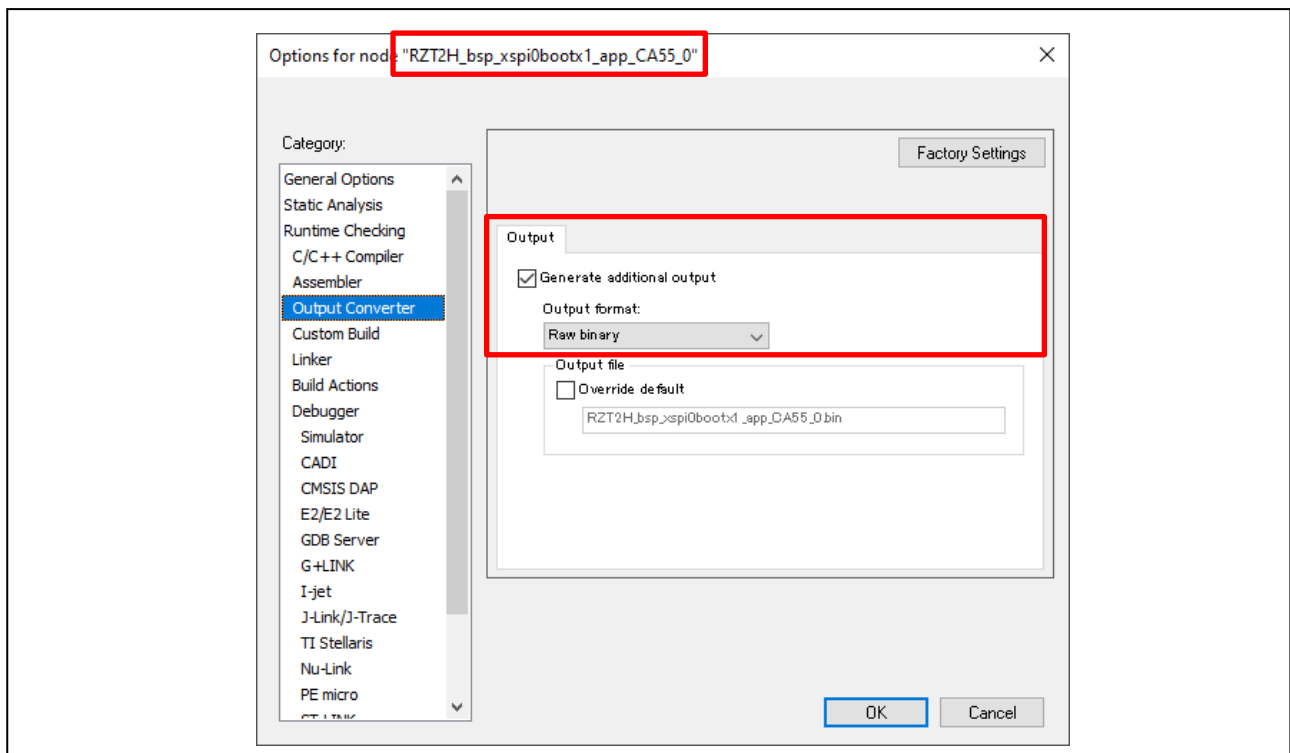 Options for node "RZT2H_bsp_xspi0bootx1_app_CA55_0"
Category:
Factory Settings
General Options
Static Analysis
Runtime Checking
C/C++ Compiler
Assembler
Output Converter
Custom Build
Linker
Build Actions
Debugger
Simulator
CADI
CMSIS DAP
E2/E2 Lite
GDB Server
G+LINK
I-jet
J-Link/J-Trace
TI Stellaris
Nu-Link
PE micro
ST-LINK
Output
Generate additional output
Output format:
Raw binary
Output file
Override default
RZT2H_bsp_xspi0bootx1_app_CA55_0.bin
OK
Cancel